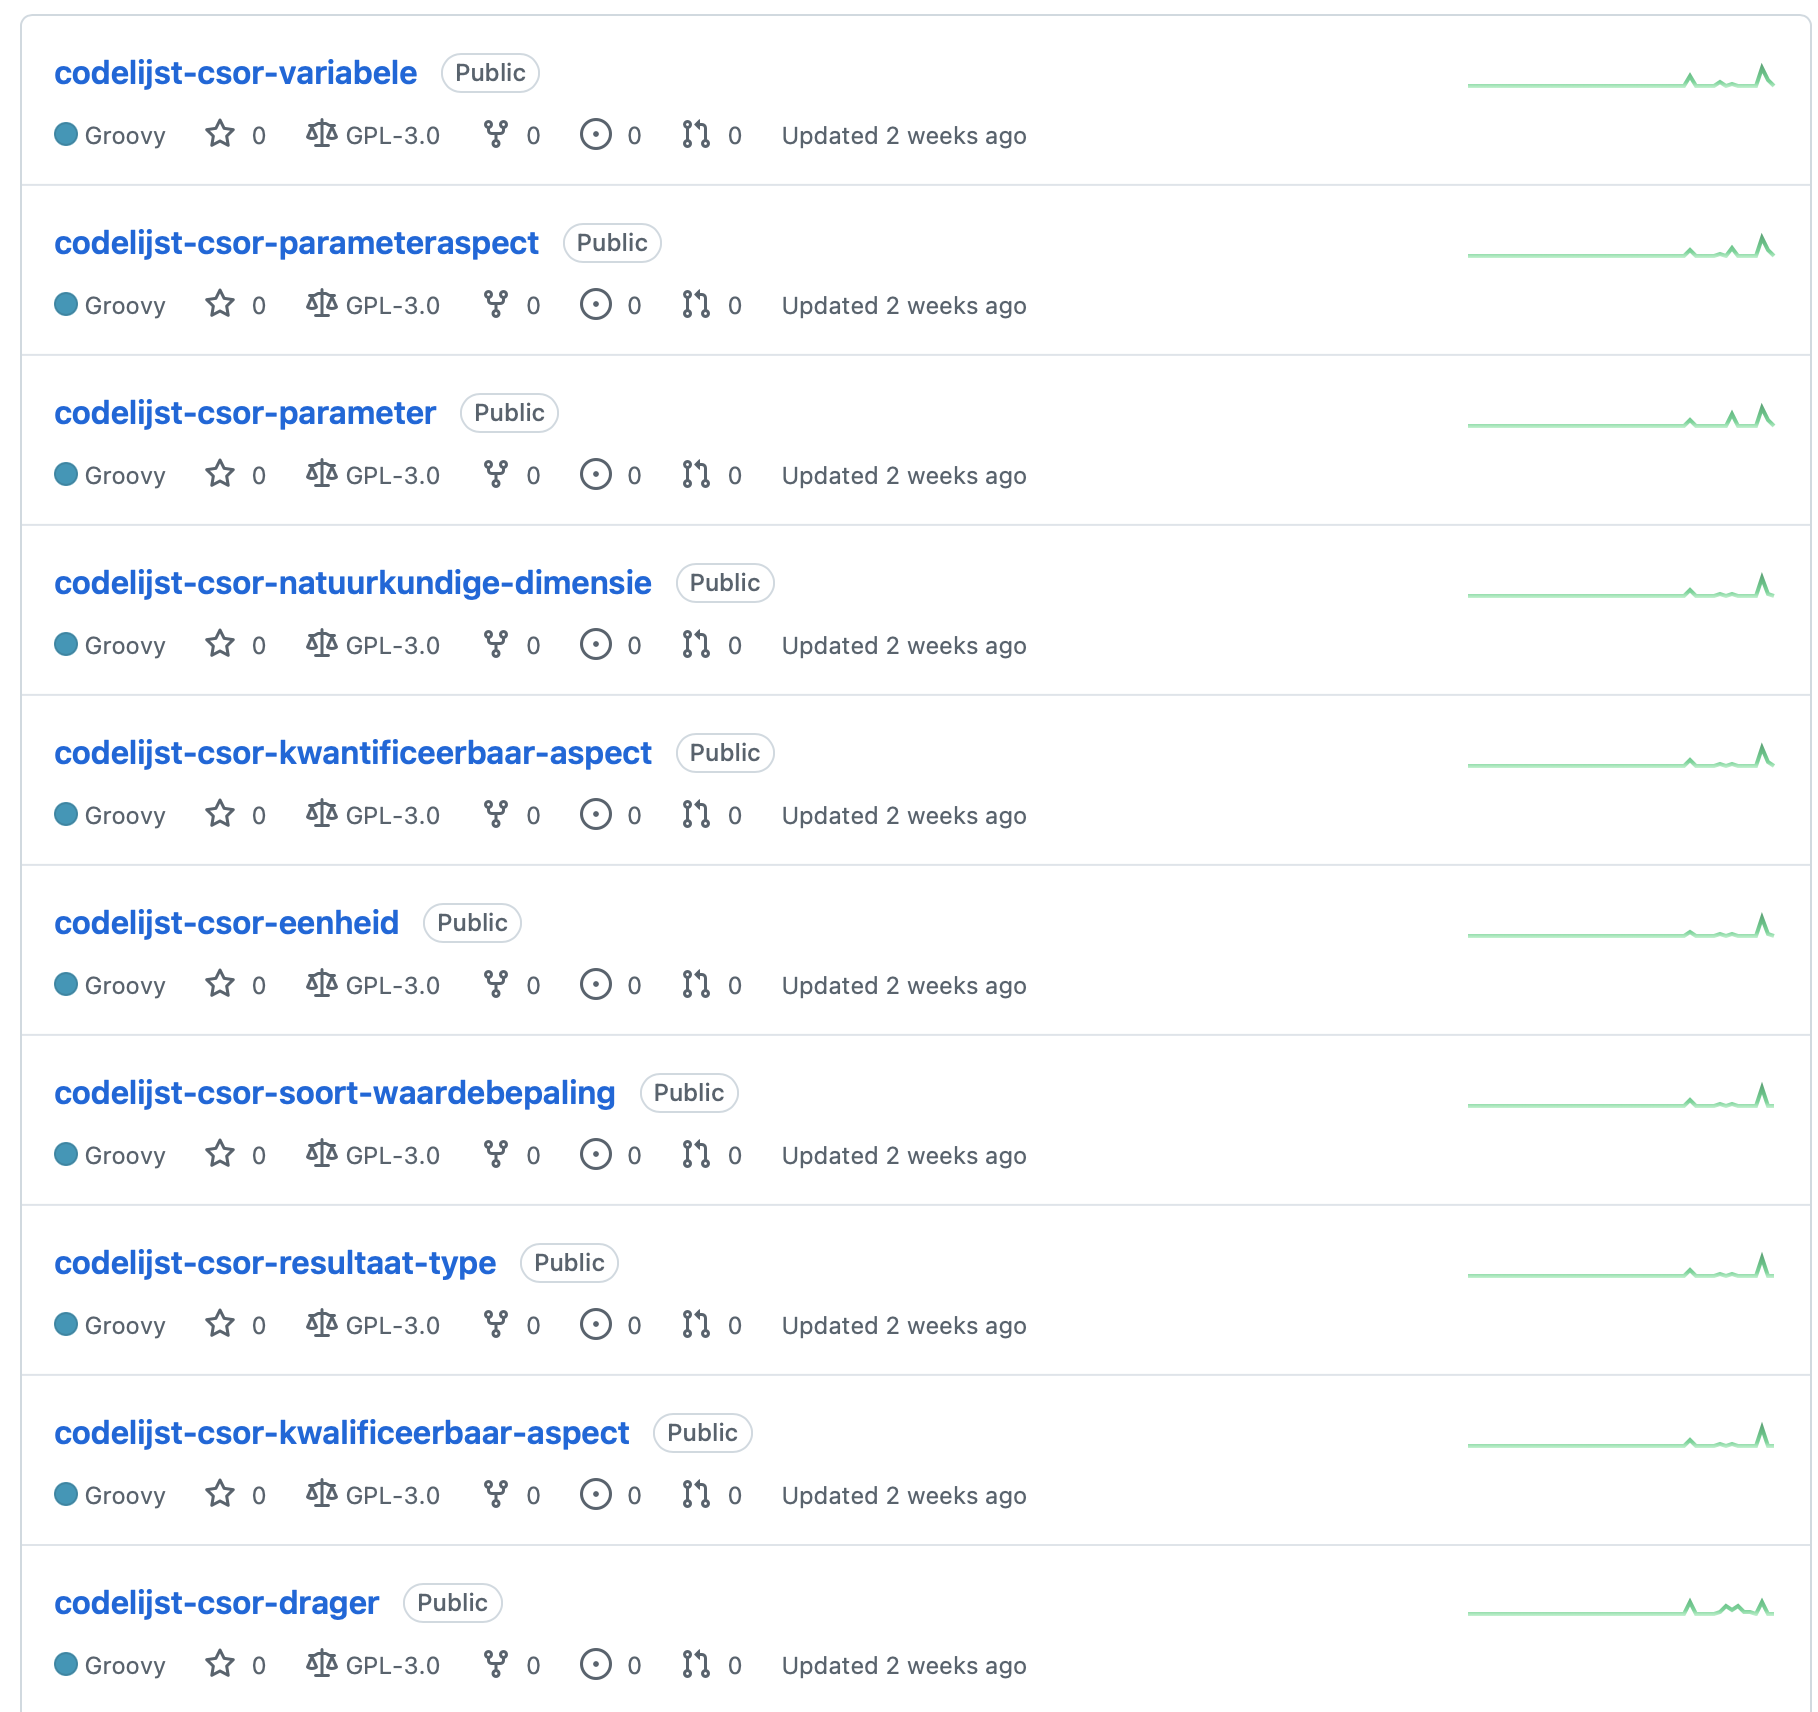 codelijst-csor-variabele Public
Groovy 0 GPL-3.0 0 0 0 Updated 2 weeks ago
codelijst-csor-parameteraspect Public
Groovy 0 GPL-3.0 0 0 0 Updated 2 weeks ago
codelijst-csor-parameter Public
Groovy 0 GPL-3.0 0 0 0 Updated 2 weeks ago
codelijst-csor-natuurkundige-dimensie Public
Groovy 0 GPL-3.0 0 0 0 Updated 2 weeks ago
codelijst-csor-kwantificeerbaar-aspect Public
Groovy 0 GPL-3.0 0 0 0 Updated 2 weeks ago
codelijst-csor-eenheid Public
Groovy 0 GPL-3.0 0 0 0 Updated 2 weeks ago
codelijst-csor-soort-waardebepaling Public
Groovy 0 GPL-3.0 0 0 0 Updated 2 weeks ago
codelijst-csor-resultaat-type Public
Groovy 0 GPL-3.0 0 0 0 Updated 2 weeks ago
codelijst-csor-kwalificeerbaar-aspect Public
Groovy 0 GPL-3.0 0 0 0 Updated 2 weeks ago
codelijst-csor-drager Public
Groovy 0 GPL-3.0 0 0 0 Updated 2 weeks ago